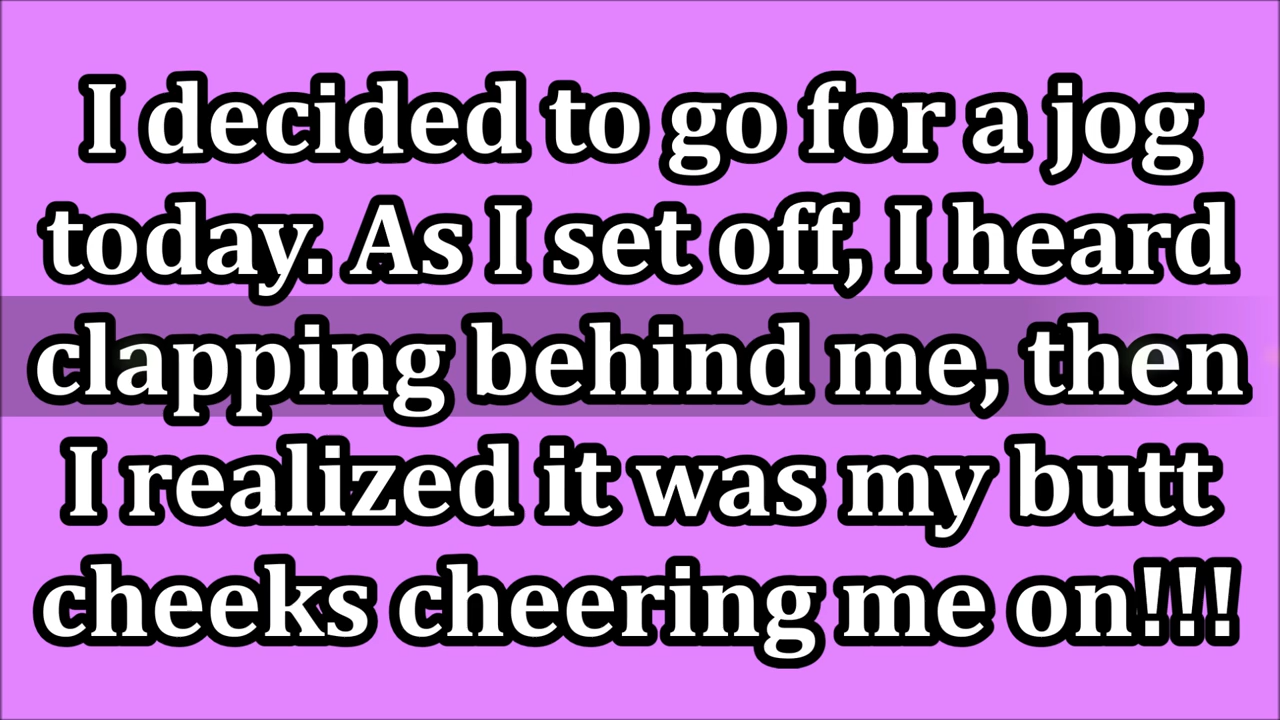 I decided to go for a jog
today. As I set off, I heard
clapping behind me, then
I realized it was my butt
cheeks cheering me on!!!